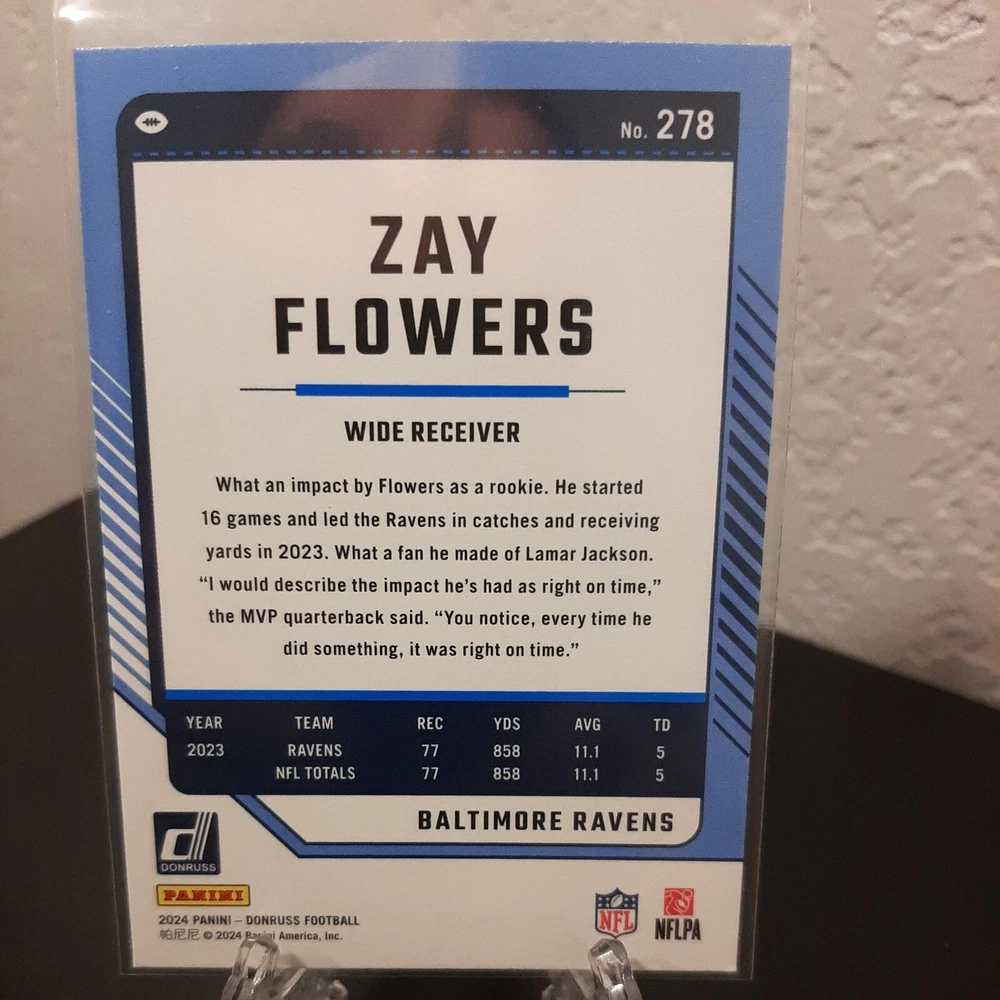 No. 278
ZAY
FLOWERS
WIDE RECEIVER
What an impact by Flowers as a rookie. He started
16 games and led the Ravens in catches and receiving
yards in 2023. What a fan he made of Lamar Jackson.
“I would describe the impact he’s had as right on time,”
the MVP quarterback said. “You notice, every time he
did something, it was right on time.”
YEAR TEAM REC YDS AVG TD
2023 RAVENS 77 858 11.1 5
NFL TOTALS 77 858 11.1 5
BALTIMORE RAVENS
DONRUSS
PANINI
2024 PANINI – DONRUSS FOOTBALL
帕尼尼 © 2024 Panini America, Inc.
NFL
NFLPA